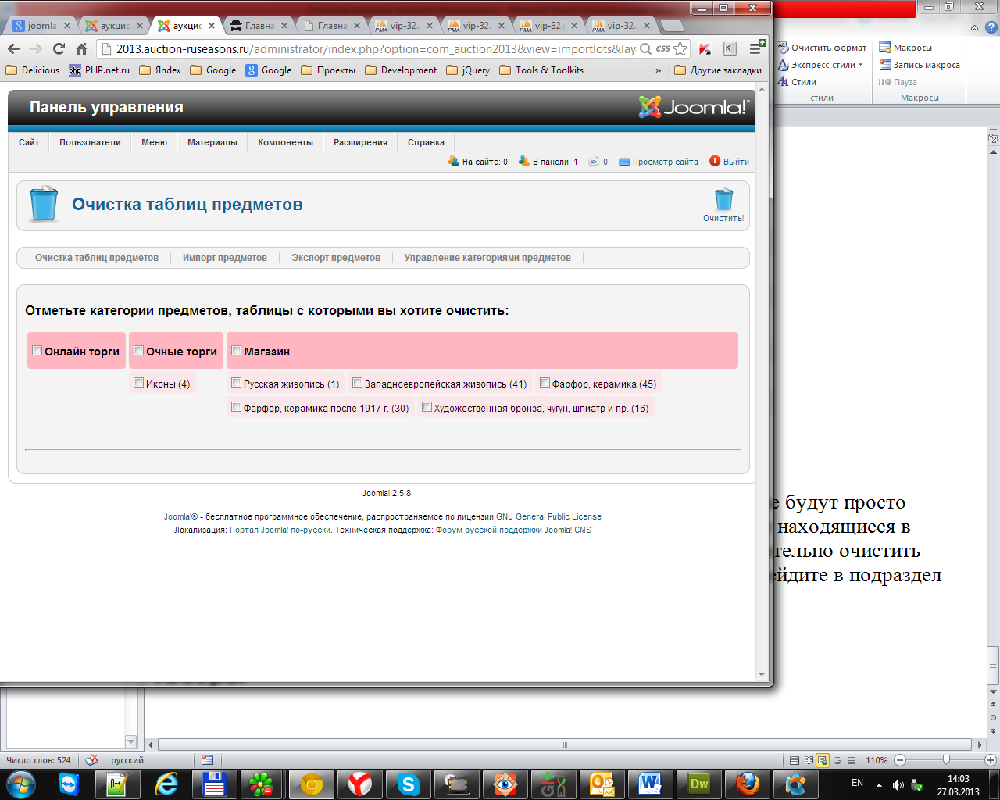 joomla
аукцио
аукцис
Главна
Главна
vip-32.
vip-32.
vip-32.
vip-32.
2013.auction-ruseasons.ru/administrator/index.php?option=com_auction2013&view=importlots&lay
css
Delicious
PHP.net.ru
Яndex
Google
Google
Проекты
Development
jQuery
Tools & Toolkits
»
Другие закладки
Очистить формат
Экспресс-стили
Стили
стили
Макросы
Запись макроса
Пауза
Макросы
Панель управления
Joomla!
Сайт
Пользователи
Меню
Материалы
Компоненты
Расширения
Справка
На сайте: 0
В панели: 1
0
Просмотр сайта
Выйти
Очистка таблиц предметов
Очистить!
Очистка таблиц предметов
Импорт предметов
Экспорт предметов
Управление категориями предметов
Отметьте категории предметов, таблицы с которыми вы хотите очистить:
Онлайн торги
Очные торги
Магазин
Иконы (4)
Русская живопись (1)
Западноевропейская живопись (41)
Фарфор, керамика (45)
Фарфор, керамика после 1917 г. (30)
Художественная бронза, чугун, шпиатр и пр. (16)
Joomla! 2.5.8
Joomla!® - бесплатное программное обеспечение, распространяемое по лицензии GNU General Public License
Локализация: Портал Joomla! по-русски. Техническая поддержка: Форум русской поддержки Joomla! CMS
е будут просто
находящиеся в
тельно очистить
ейдите в подраздел
Число слов: 524
русский
110%
EN
14:03
27.03.2013